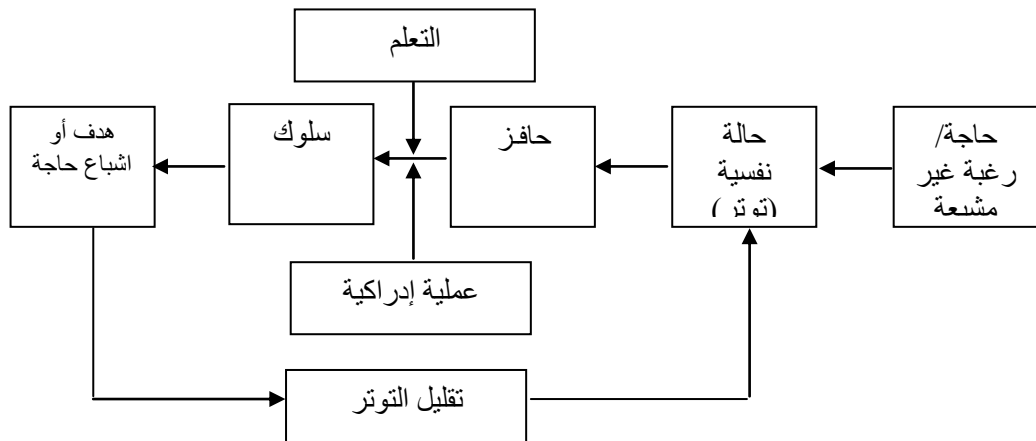 التعلم
حاجة/
رغبة غير
مشبعة
حالة
نفسية
(توتر)
حافز
سلوك
هدف أو
اشباع حاجة
عملية إدراكية
تقليل التوتر